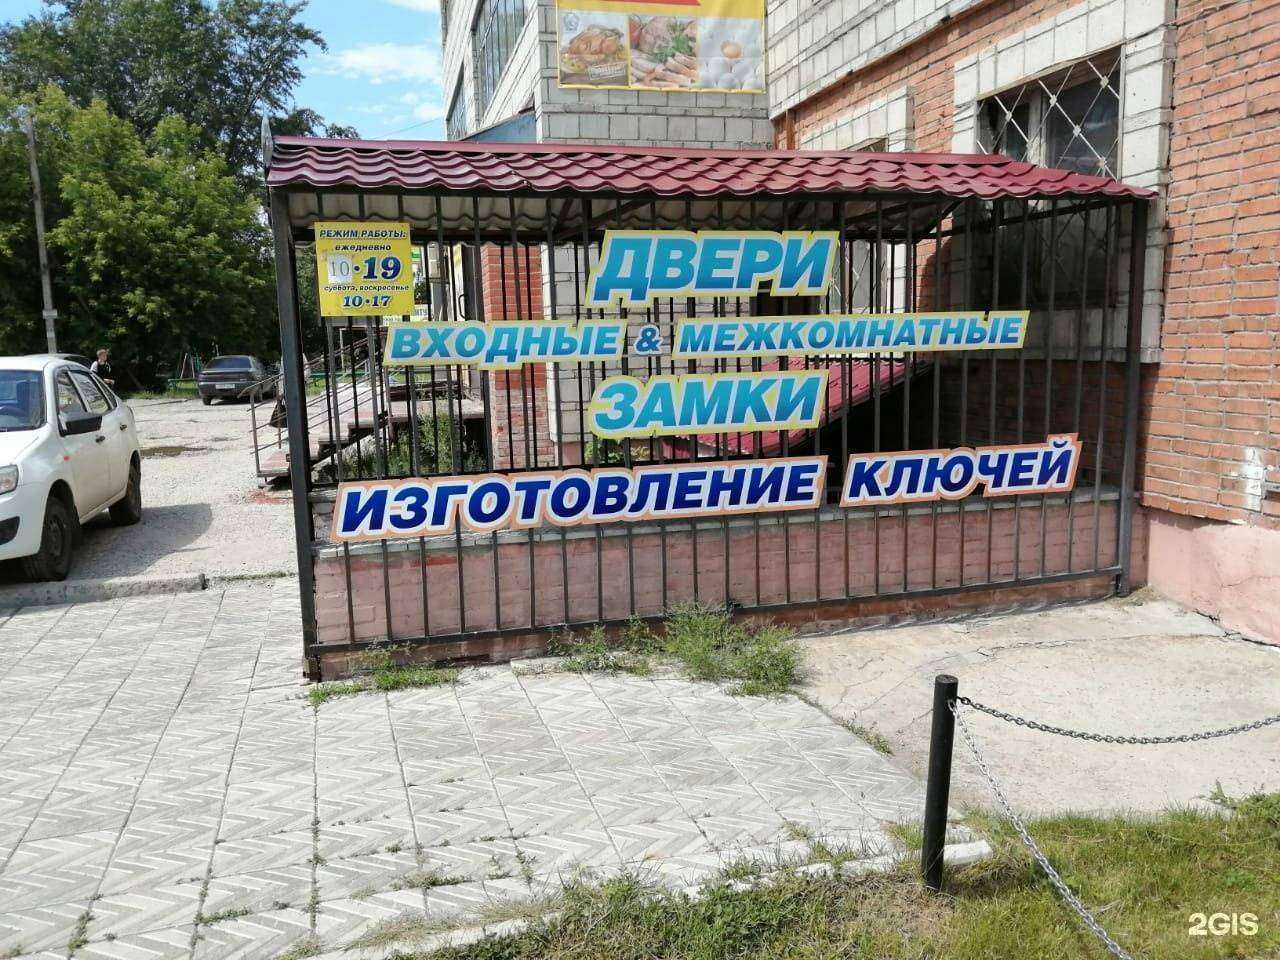 РЕЖИМ РАБОТЫ:
ежедневно
10•19
суббота, воскресенье
10•17
ДВЕРИ
ВХОДНЫЕ & МЕЖКОМНАТНЫЕ
ЗАМКИ
ИЗГОТОВЛЕНИЕ КЛЮЧЕЙ
2GIS